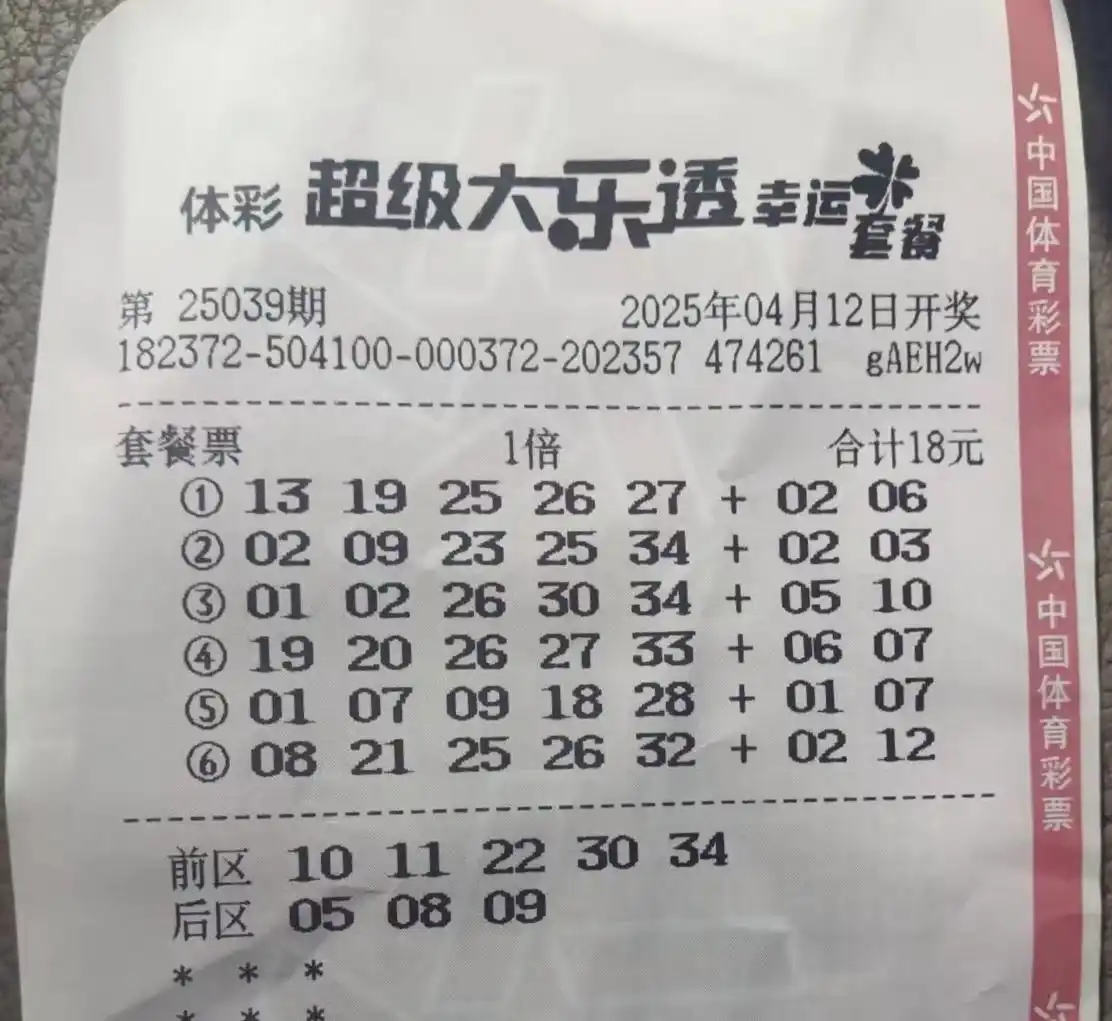 体彩 超级大乐透 幸运套餐
第 25039期 2025年04月12日开奖
182372-504100-000372-202357 474261 gAEH2w
套餐票 1倍 合计18元
① 13 19 25 26 27 + 02 06
② 02 09 23 25 34 + 02 03
③ 01 02 26 30 34 + 05 10
④ 19 20 26 27 33 + 06 07
⑤ 01 07 09 18 28 + 01 07
⑥ 08 21 25 26 32 + 02 12
前区 10 11 22 30 34
后区 05 08 09
* * *
* * *
中国体育彩票
中国体育彩票